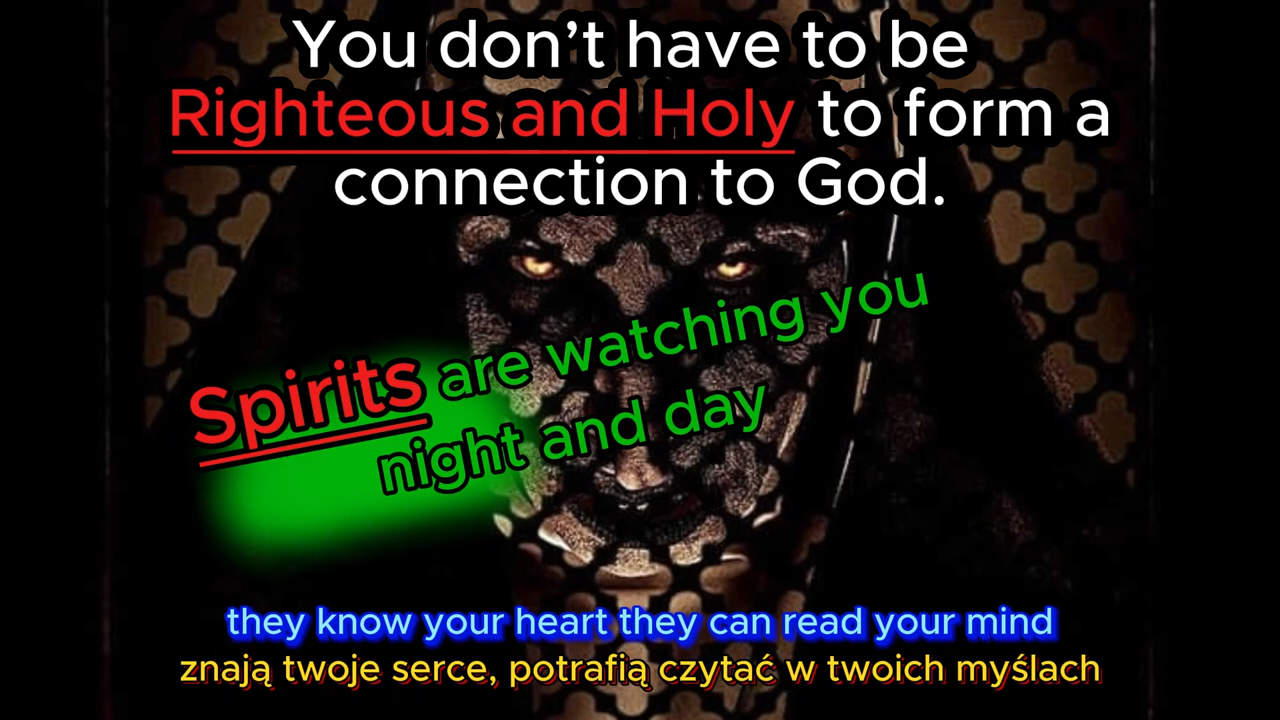 You don’t have to be
Righteous and Holy to form a
connection to God.
Spirits are watching you
night and day
they know your heart they can read your mind
znają twoje serce, potrafią czytać w twoich myślach